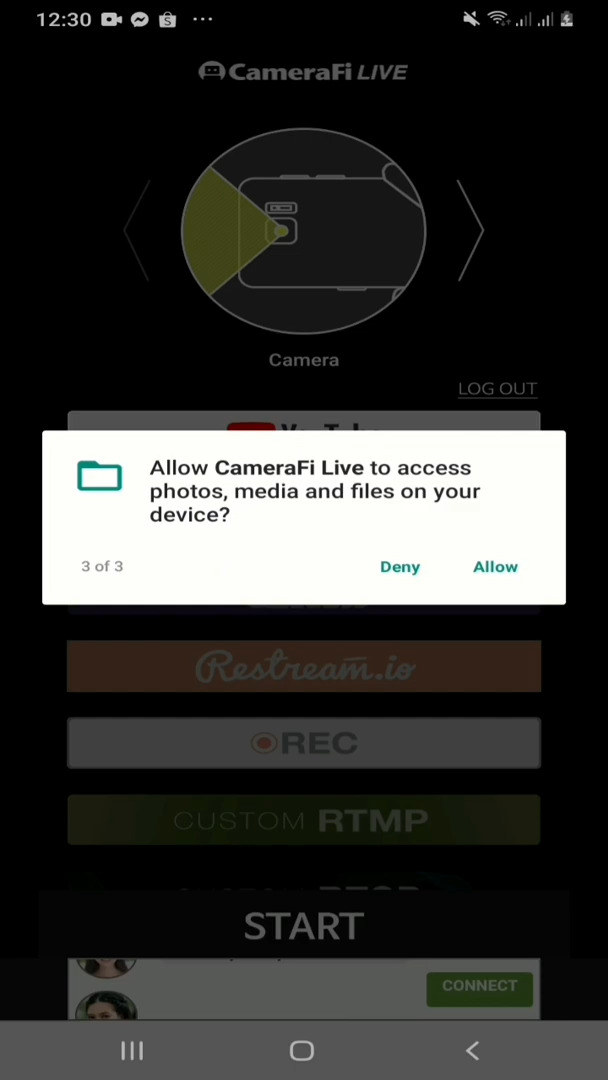 12:30
CameraFi LIVE
Camera
LOG OUT
YouTube
Allow CameraFi Live to access
photos, media and files on your
device?
3 of 3
Deny
Allow
Restream.io
REC
CUSTOM RTMP
START
CONNECT